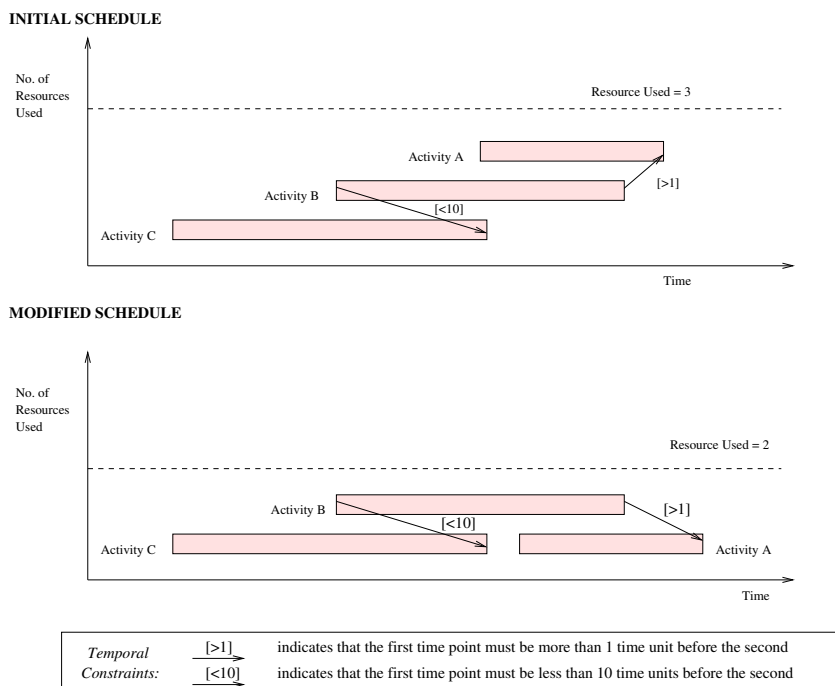 INITIAL SCHEDULE
No. of
Resources
Used
Resource Used = 3
Activity A
[>1]
Activity B
[<10]
Activity C
Time
MODIFIED SCHEDULE
No. of
Resources
Used
Resource Used = 2
Activity B
[>1]
[<10]
Activity C
Activity A
Time
Temporal
Constraints:
[>1] indicates that the first time point must be more than 1 time unit before the second
[<10] indicates that the first time point must be less than 10 time units before the second